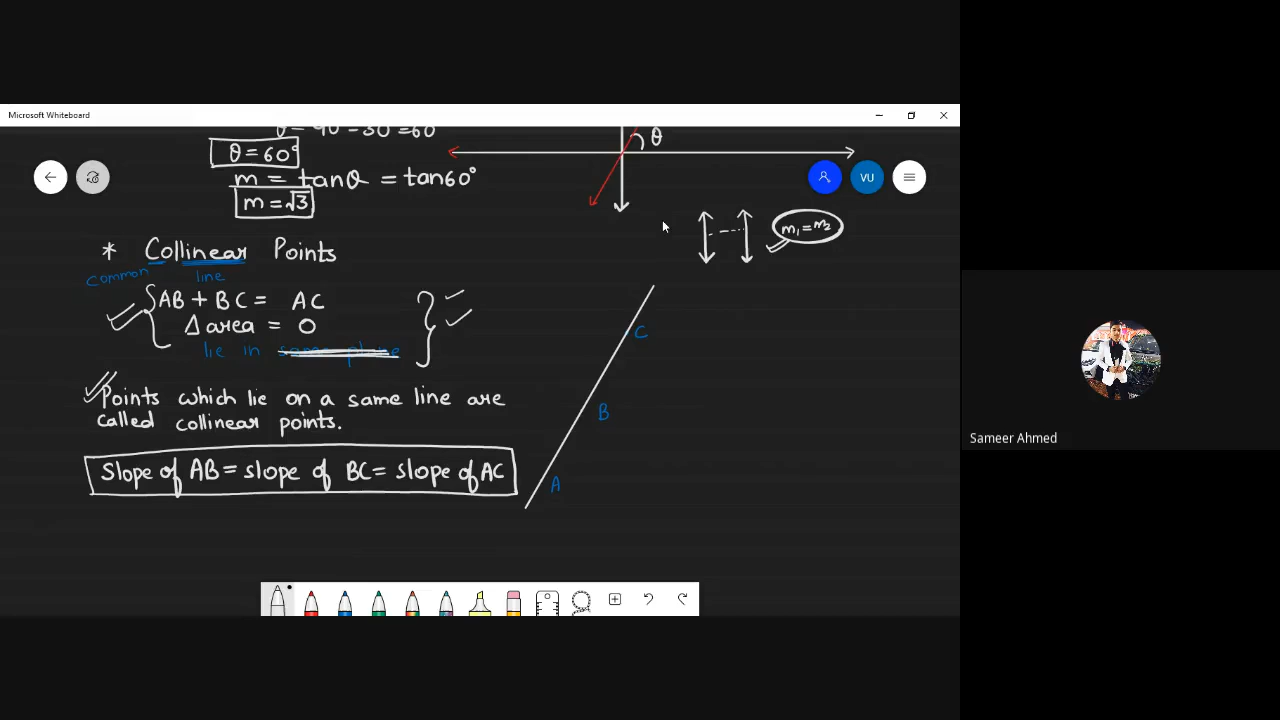 Microsoft Whiteboard
θ = 90 - 30 = 60
θ = 60°
θ
m = tanθ = tan60°
m = √3
VU
m₁ = m₂
* Collinear Points
common line
AB + BC = AC
Δ area = 0
lie in same plane
C
Points which lie on a same line are
called collinear points.
B
Slope of AB = slope of BC = slope of AC
A
Sameer Ahmed